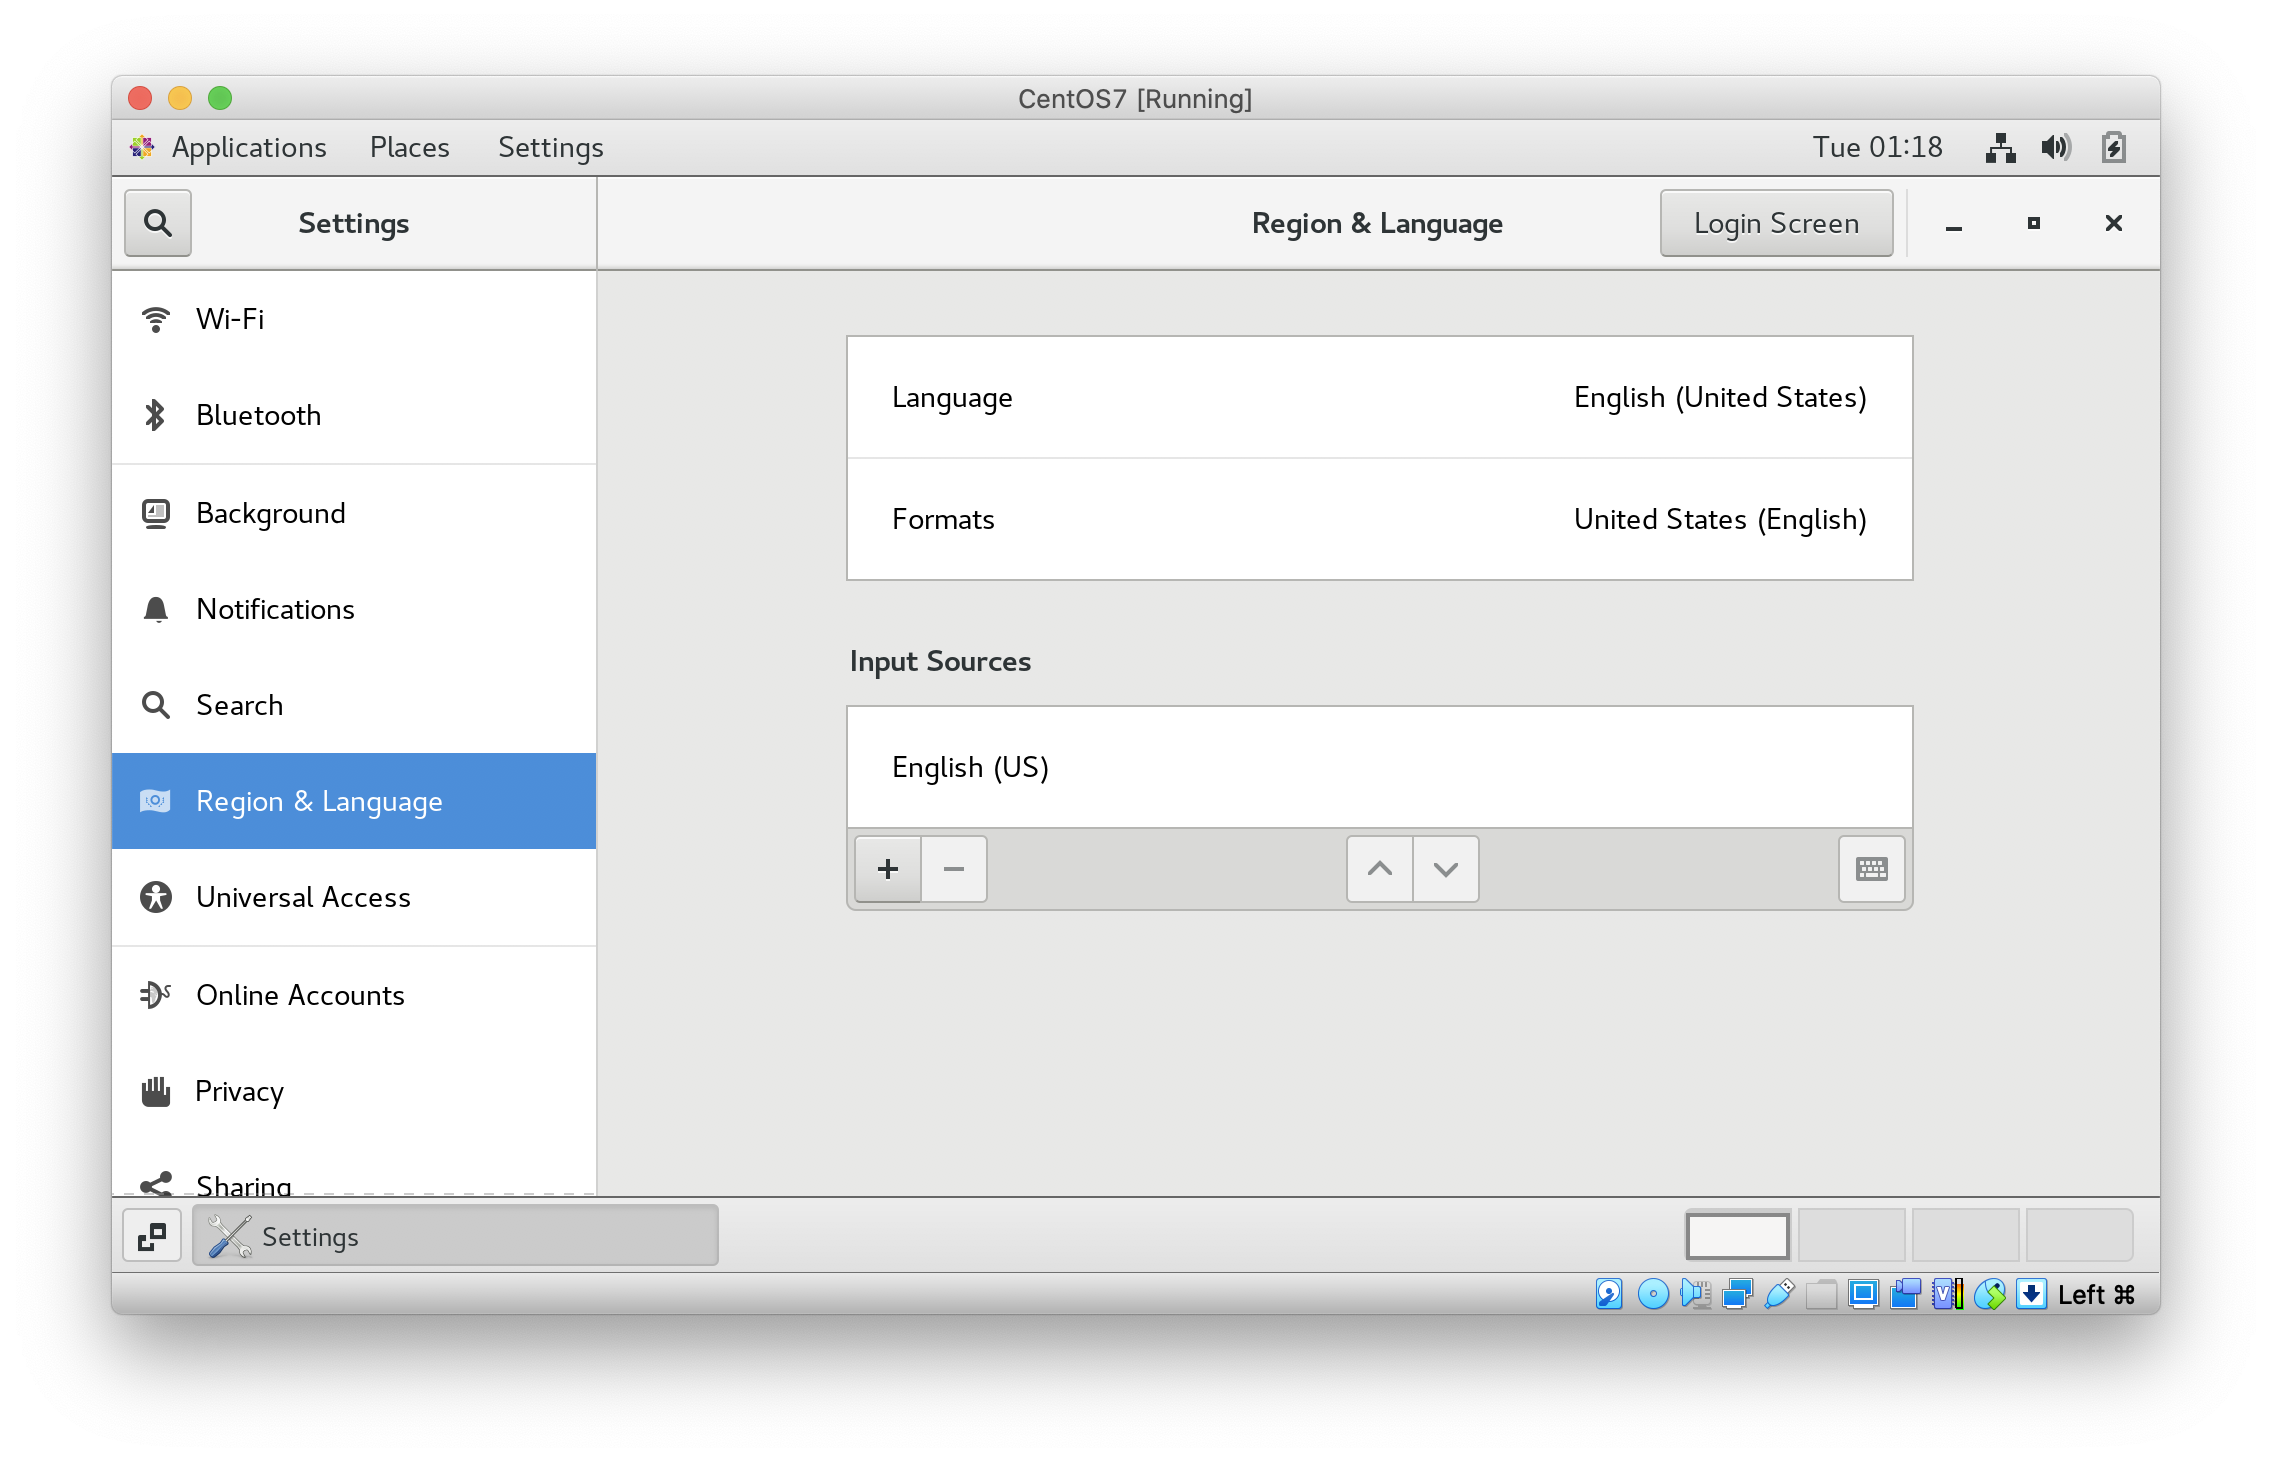 CentOS7 [Running]
Applications Places Settings Tue 01:18
Settings Region & Language Login Screen
Wi-Fi
Bluetooth
Background
Notifications
Search
Region & Language
Universal Access
Online Accounts
Privacy
Sharing
Language English (United States)
Formats United States (English)
Input Sources
English (US)
Settings
Left ⌘